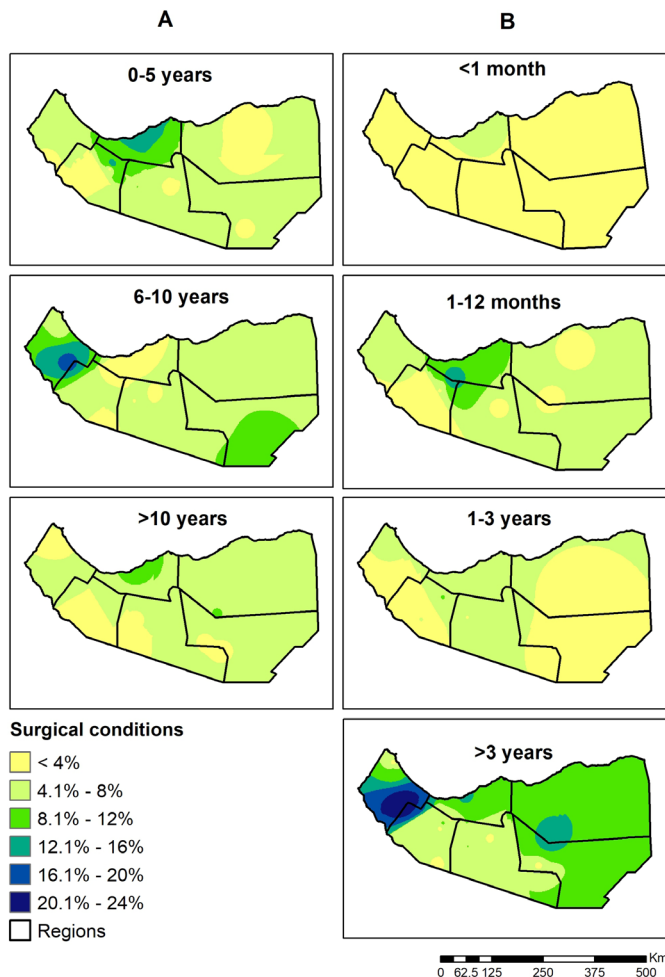 A
B
0-5 years
<1 month
6-10 years
1-12 months
>10 years
1-3 years
>3 years
Surgical conditions
< 4%
4.1% - 8%
8.1% - 12%
12.1% - 16%
16.1% - 20%
20.1% - 24%
Regions
Km
0 62.5 125 250 375 500